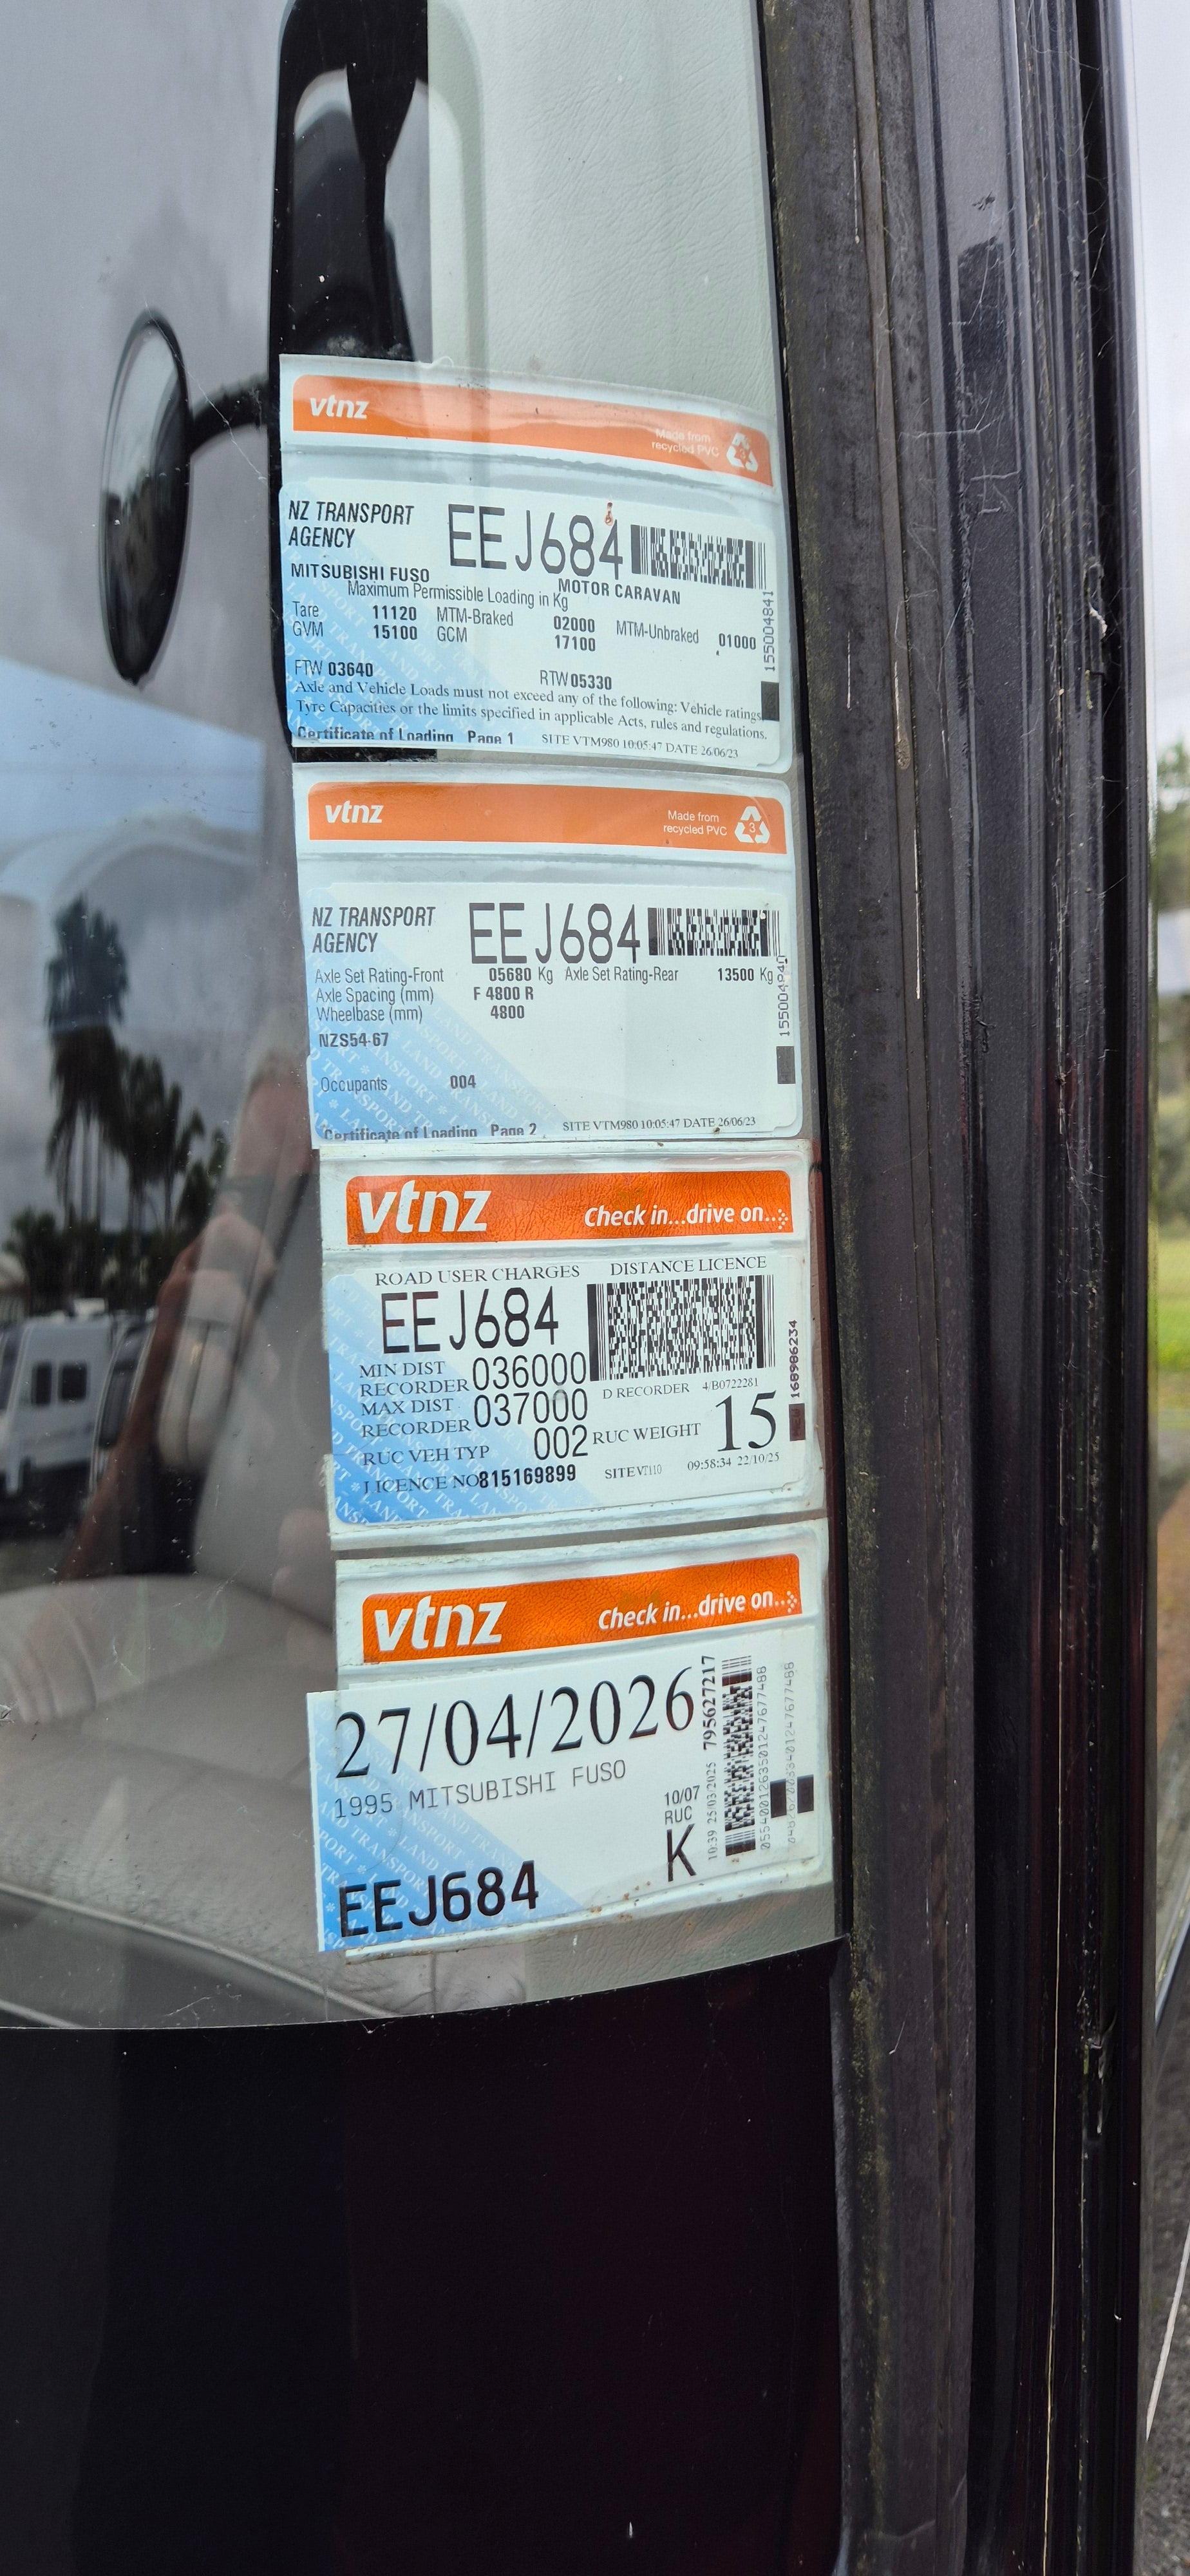 vtnz
Made from
recycled PVC
3
NZ TRANSPORT
AGENCY
EEJ684
MITSUBISHI FUSO
MOTOR CARAVAN
Maximum Permissible Loading in Kg
Tare 11120 MTM-Braked 02000 MTM-Unbraked 01000
GVM 15100 GCM 17100
155004841
FTW 03640 RTW 05330
Axle and Vehicle Loads must not exceed any of the following: Vehicle ratings,
Tyre Capacities or the limits specified in applicable Acts, rules and regulations.
Certificate of Loading Page 1 SITE VTM980 10:05:47 DATE 26/06/23
vtnz
Made from
recycled PVC
3
NZ TRANSPORT
AGENCY
EEJ684
Axle Set Rating-Front 05680 Kg Axle Set Rating-Rear 13500 Kg
Axle Spacing (mm) F 4800 R
Wheelbase (mm) 4800
155004840
NZS54-67
Occupants 004
Certificate of Loading Page 2 SITE VTM980 10:05:47 DATE 26/06/23
vtnz
Check in...drive on...
ROAD USER CHARGES DISTANCE LICENCE
EEJ684
MIN DIST
RECORDER 036000
MAX DIST
RECORDER 037000
D RECORDER 4/B0722281
RUC VEH TYP 002 RUC WEIGHT 15
LICENCE NO 815169899 SITE VT110 09:58:34 22/10/25
168986234
vtnz
Check in...drive on...
27/04/2026
1995 MITSUBISHI FUSO
10/07
RUC
K
EEJ684
10:39 25/03/2025 795627217